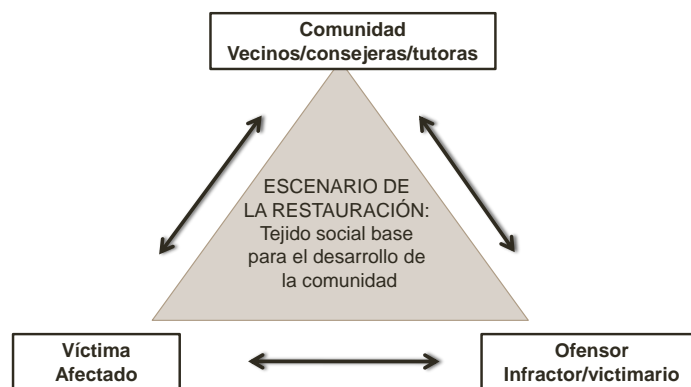 Comunidad
Vecinos/consejeras/tutoras
ESCENARIO DE
LA RESTAURACIÓN:
Tejido social base
para el desarrollo de
la comunidad
Víctima
Afectado
Ofensor
Infractor/victimario